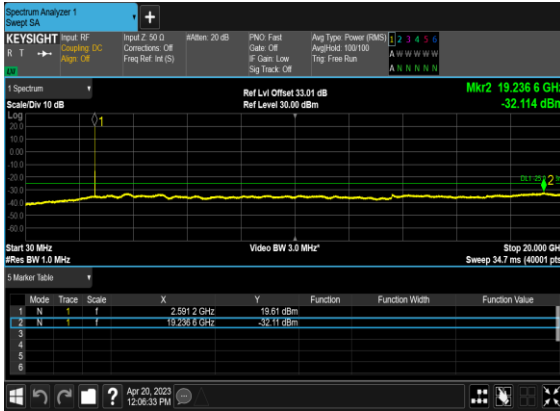 Spectrum Analyzer 1
Swept SA
+
KEYSIGHT Input: RF Input Z: 50 Ω #Atten: 20 dB PNO: Fast Avg Type: Power (RMS) 1 2 3 4 5 6
R T Coupling: DC Corrections: Off Gate: Off Avg|Hold: 100/100 A W W W W W
Align: Off Freq Ref: Int (S) IF Gain: Low Trig: Free Run
Sig Track: Off A N N N N N
1 Spectrum Ref Lvl Offset 33.01 dB Mkr2 19.236 6 GHz
Scale/Div 10 dB Ref Level 30.00 dBm -32.114 dBm
Log
1
20.0
10.0
0.00
-10.0
-20.0
2
-30.0
-40.0
-50.0
-60.0
Start 30 MHz Video BW 3.0 MHz* Stop 20.000 GHz
#Res BW 1.0 MHz Sweep 34.7 ms (40001 pts)
5 Marker Table
Mode Trace Scale X Y Function Function Width Function Value
1 N 1 f 2.591 2 GHz 19.61 dBm
2 N 1 f 19.236 6 GHz -32.11 dBm
3
4
5
6
? Apr 20, 2023
12:06:33 PM